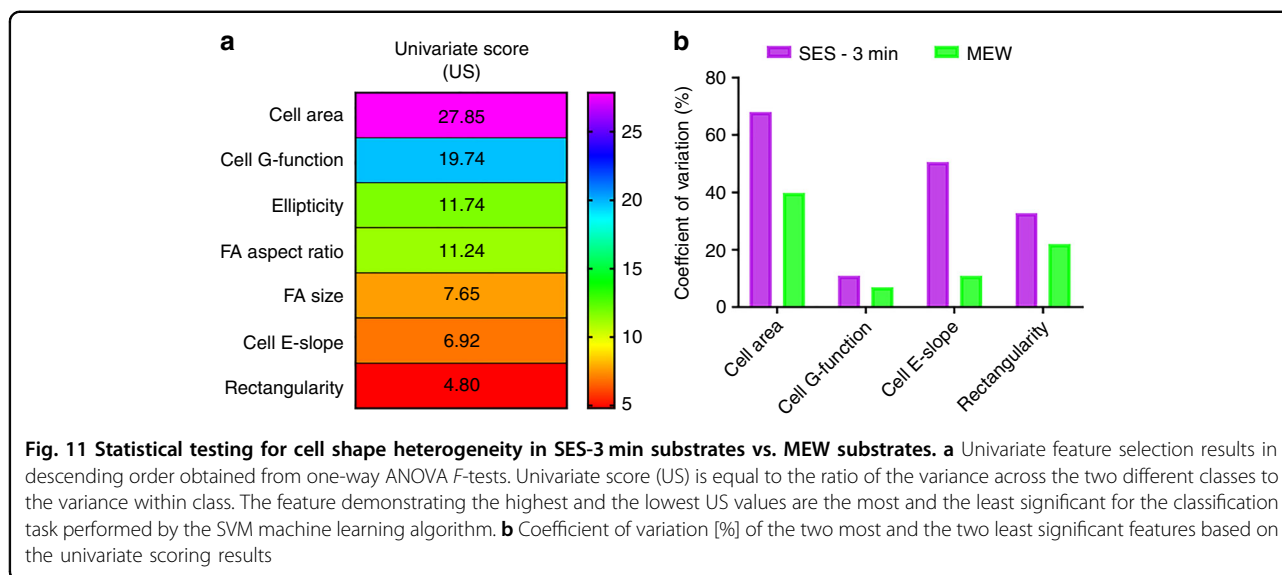 a
Univariate score
(US)
Cell area
27.85
Cell G-function
19.74
Ellipticity
11.74
FA aspect ratio
11.24
FA size
7.65
Cell E-slope
6.92
Rectangularity
4.80
25
20
15
10
5
b
SES - 3 min
MEW
Coefficient of variation (%)
80
60
40
20
0
Cell area
Cell G-function
Cell E-slope
Rectangularity
Fig. 11 Statistical testing for cell shape heterogeneity in SES-3 min substrates vs. MEW substrates. a Univariate feature selection results in
descending order obtained from one-way ANOVA F-tests. Univariate score (US) is equal to the ratio of the variance across the two different classes to
the variance within class. The feature demonstrating the highest and the lowest US values are the most and the least significant for the classification
task performed by the SVM machine learning algorithm. b Coefficient of variation [%] of the two most and the two least significant features based on
the univariate scoring results